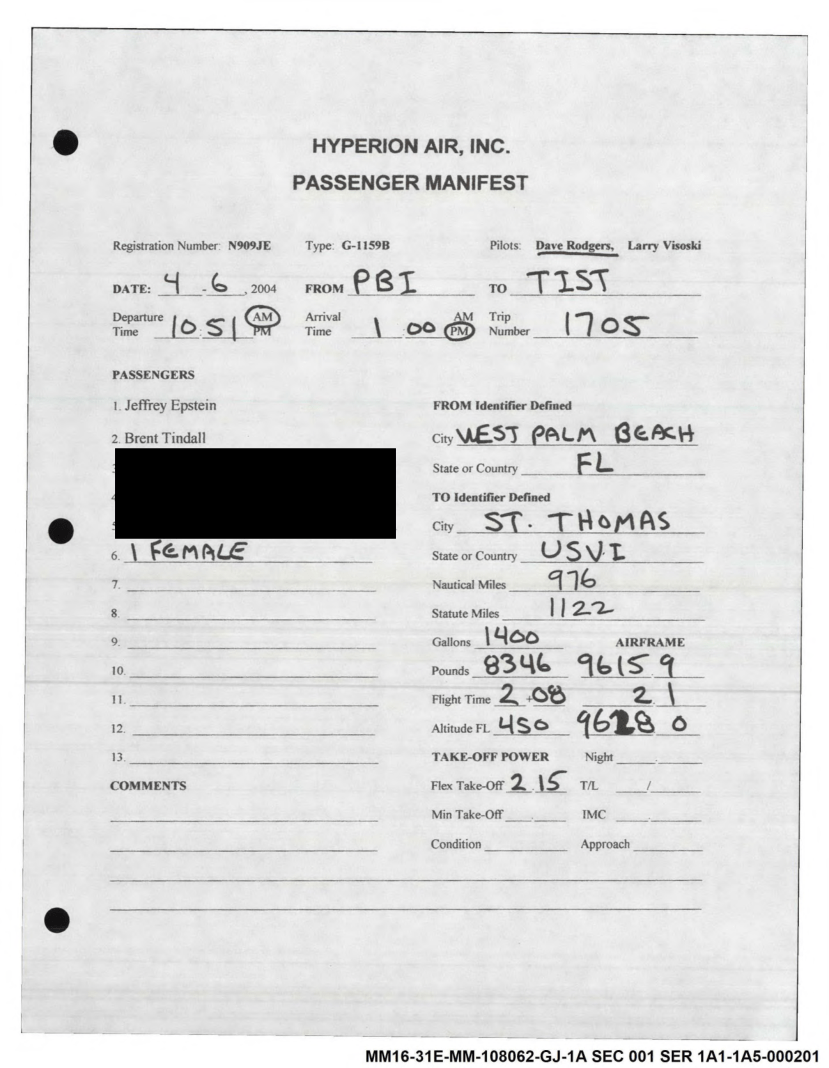 HYPERION AIR, INC.
PASSENGER MANIFEST
Registration Number: N909JE Type: G-1159B Pilots: Dave Rodgers, Larry Visoski
DATE: 4 - 6, 2004 FROM PBI TO TIST
Departure Time 10:51 AM PM Arrival Time 1 00 AM PM Trip Number 1705
PASSENGERS
1. Jeffrey Epstein
2. Brent Tindall
6. 1 FEMALE
7.
8.
9.
10.
11.
12.
13.
COMMENTS
FROM Identifier Defined
City WEST PALM BEACH
State or Country FL
TO Identifier Defined
City ST. THOMAS
State or Country USVI
Nautical Miles 976
Statute Miles 1122
Gallons 1400 AIRFRAME
Pounds 8346 9615 9
Flight Time 2 +08 2 1
Altitude FL 450 0
TAKE-OFF POWER Night
Flex Take-Off 2.15 T/L /
Min Take-Off IMC
Condition Approach
MM16-31E-MM-108062-GJ-1A SEC 001 SER 1A1-1A5-000201